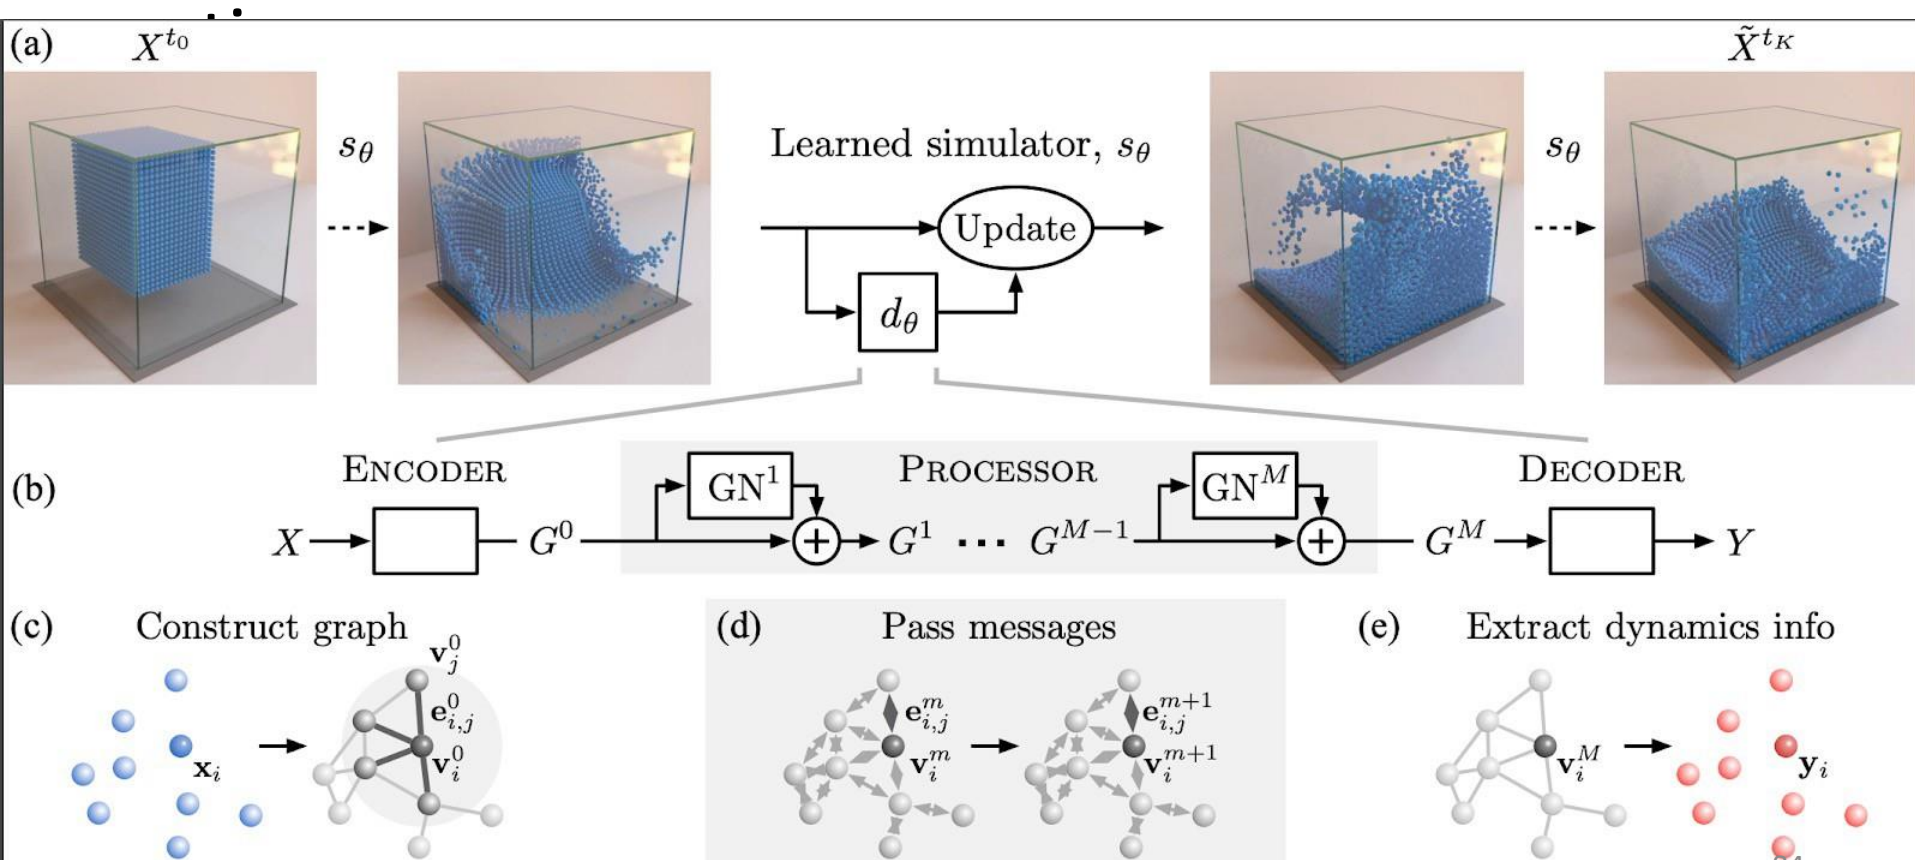 (a) X^{t_0} X̃^{t_K}
s_θ Learned simulator, s_θ s_θ
Update
d_θ
(b) ENCODER PROCESSOR DECODER
GN^1 GN^M
X G^0 + G^1 ··· G^{M−1} + G^M Y
(c) Construct graph (d) Pass messages (e) Extract dynamics info
v_j^0
e_{i,j}^0 e_{i,j}^m e_{i,j}^{m+1}
x_i v_i^0 v_i^m v_i^{m+1} v_i^M y_i